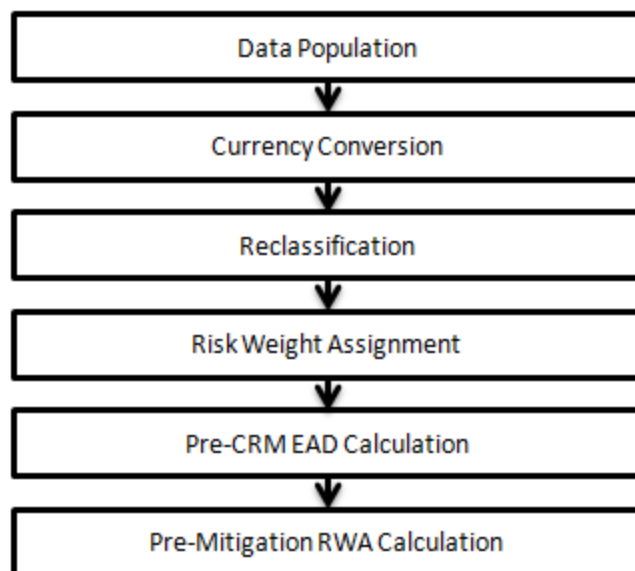 Data Population
Currency Conversion
Reclassification
Risk Weight Assignment
Pre-CRM EAD Calculation
Pre-Mitigation RWA Calculation